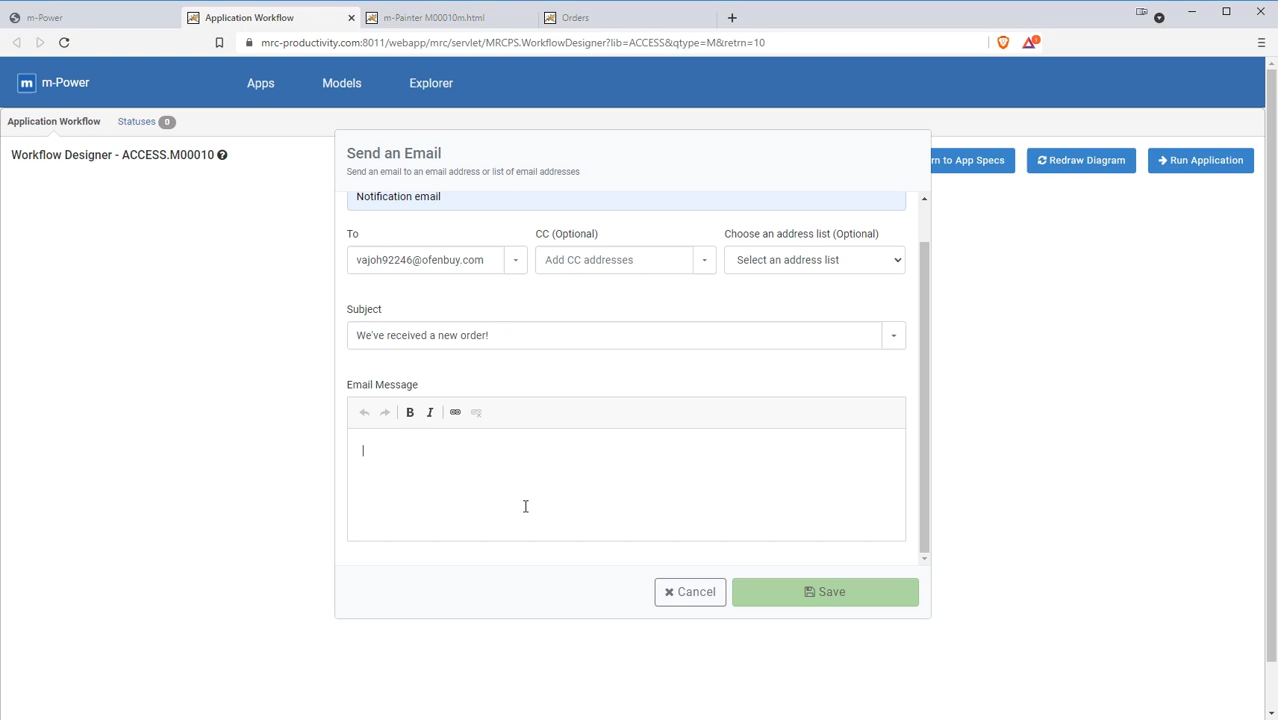 m-Power
Application Workflow
m-Painter M00010m.html
Orders
mrc-productivity.com:8011/webapp/mrc/servlet/MRCPS.WorkflowDesigner?lib=ACCESS&qtype=M&retrn=10
1
m m-Power
Apps
Models
Explorer
Application Workflow
Statuses 0
Workflow Designer - ACCESS.M00010
rn to App Specs
Redraw Diagram
Run Application
Send an Email
Send an email to an email address or list of email addresses
Notification email
To
CC (Optional)
Choose an address list (Optional)
vajoh92246@ofenbuy.com
Add CC addresses
Select an address list
Subject
We've received a new order!
Email Message
B I
Cancel
Save